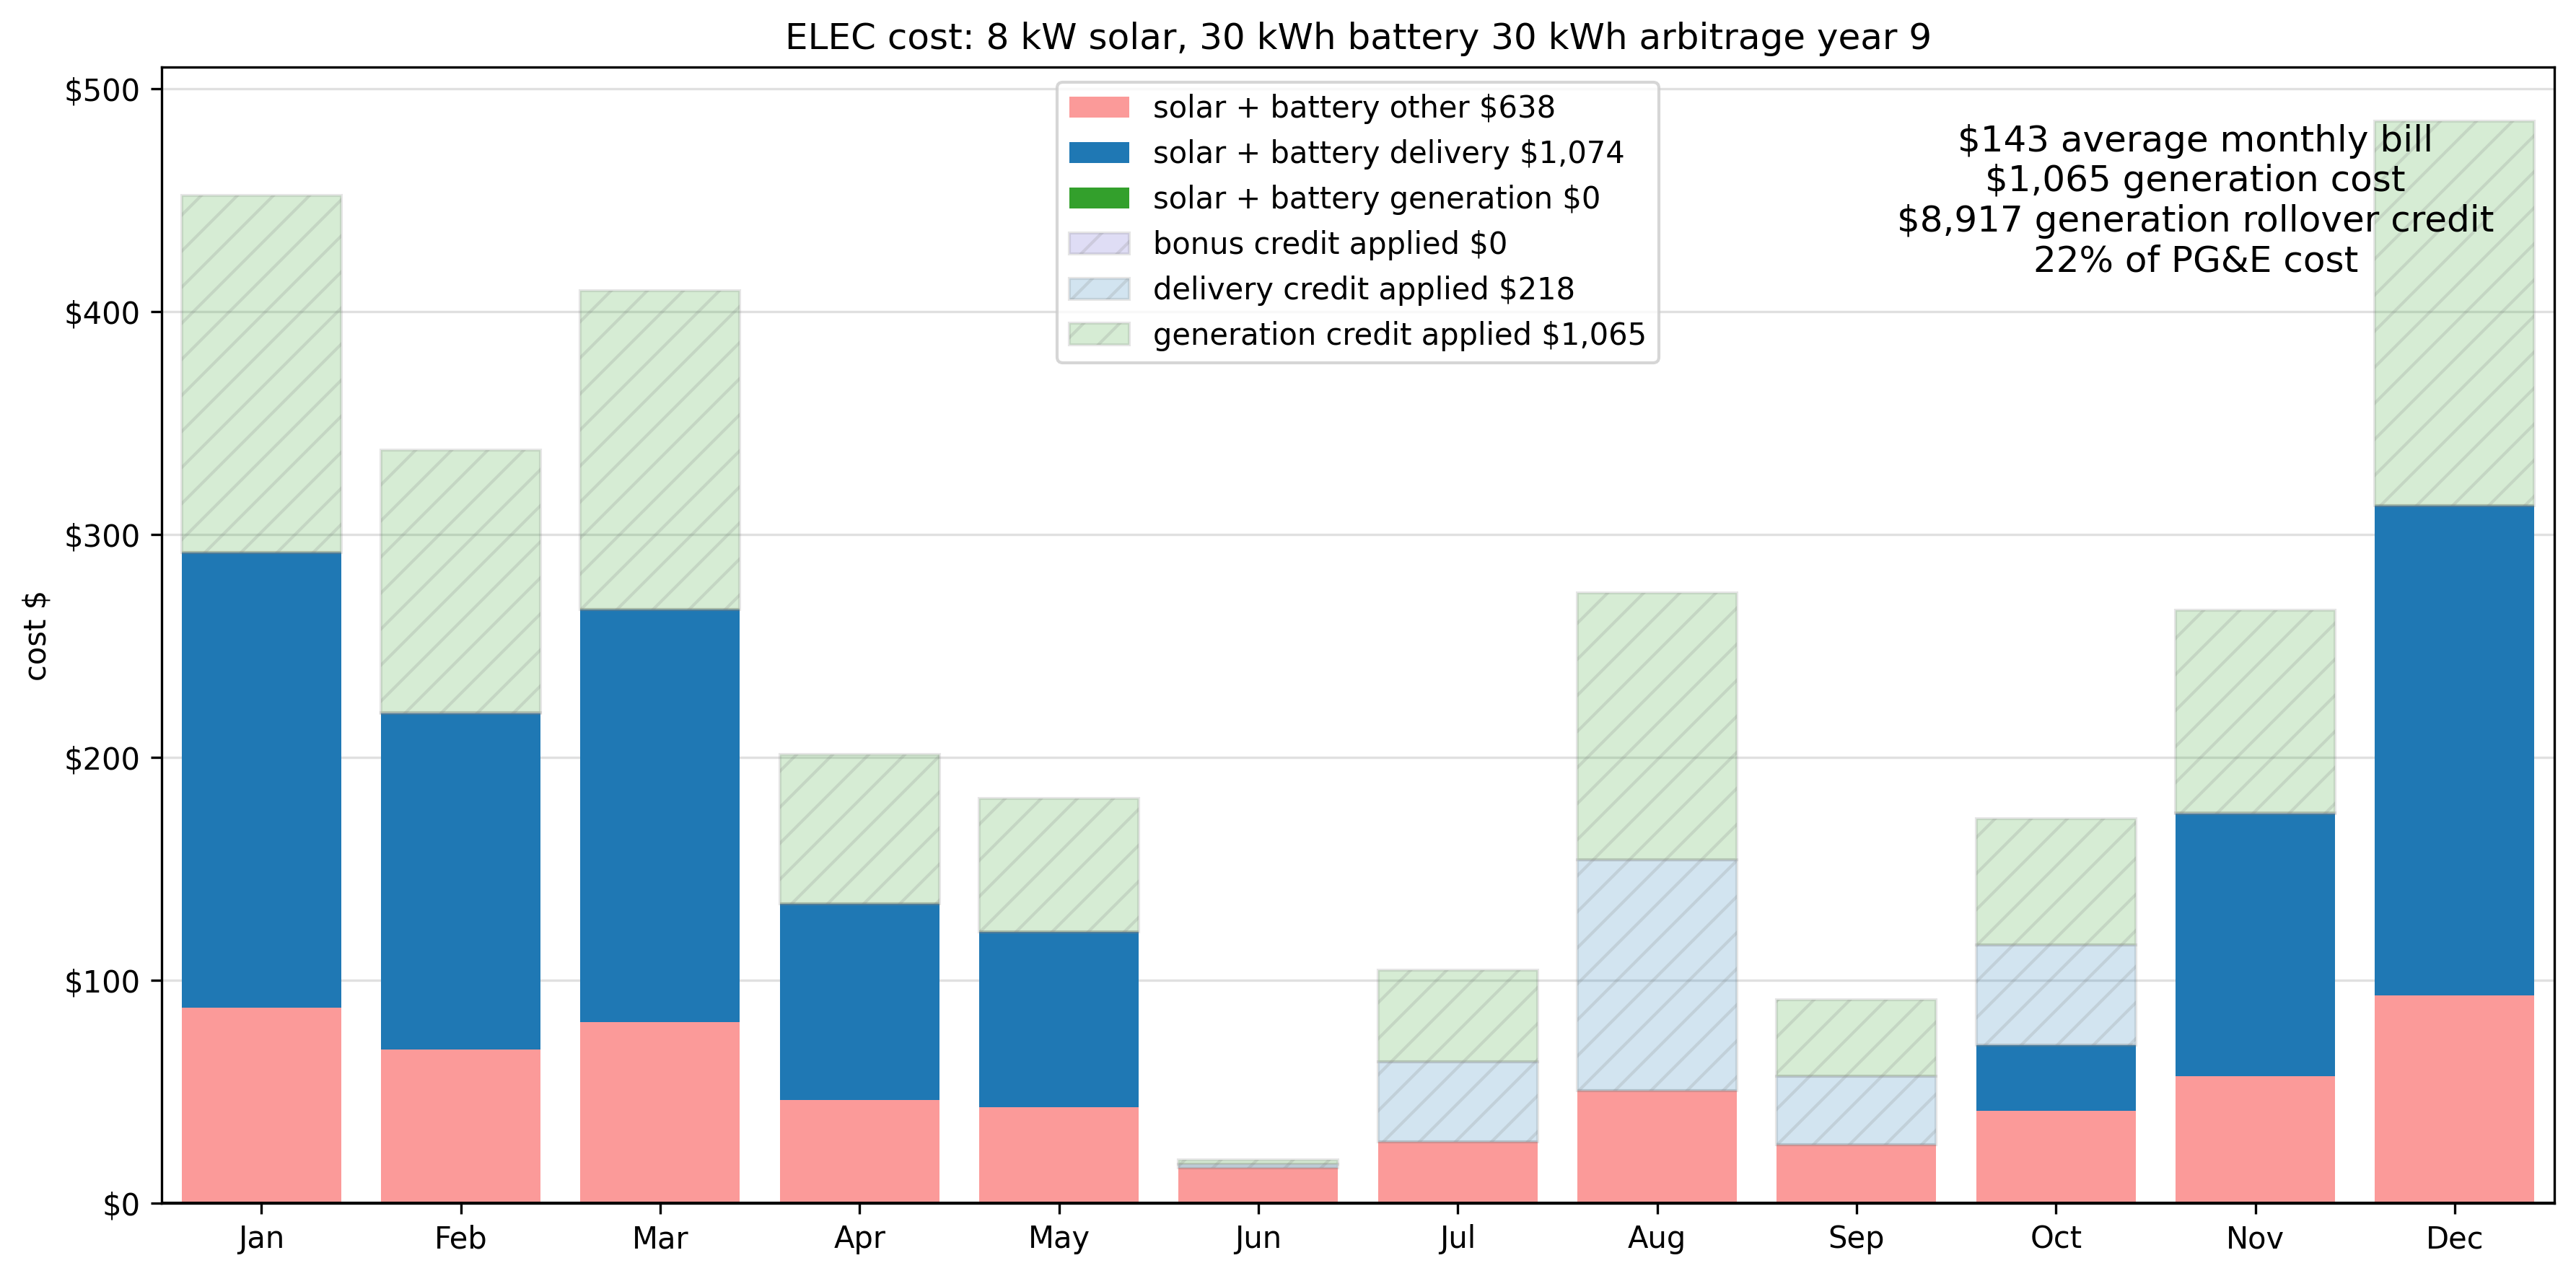 ELEC cost: 8 kW solar, 30 kWh battery 30 kWh arbitrage year 9
cost $
$500
$400
$300
$200
$100
$0
solar + battery other $638
solar + battery delivery $1,074
solar + battery generation $0
bonus credit applied $0
delivery credit applied $218
generation credit applied $1,065
$143 average monthly bill
$1,065 generation cost
$8,917 generation rollover credit
22% of PG&E cost
Jan Feb Mar Apr May Jun Jul Aug Sep Oct Nov Dec